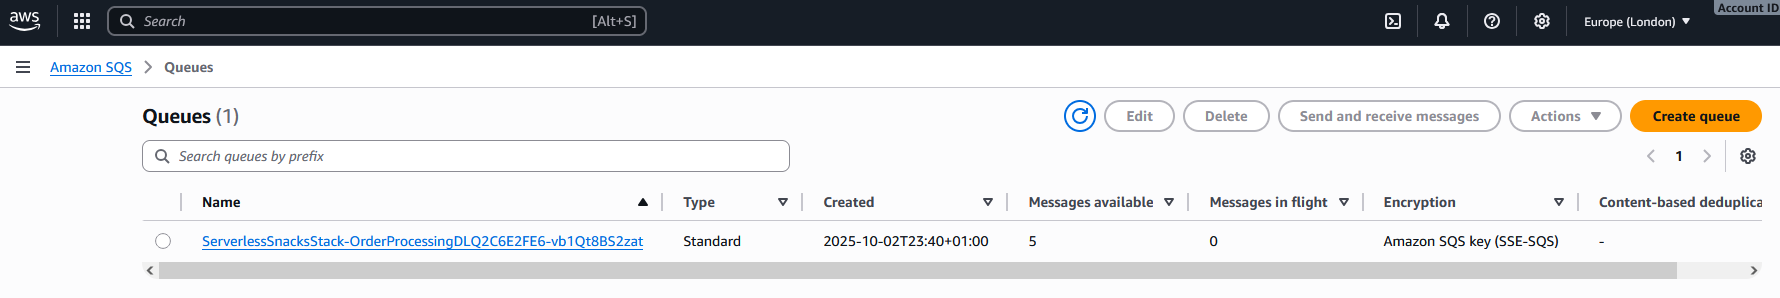 aws Search [Alt+S] Europe (London) Account ID
Amazon SQS Queues
Queues (1) Edit Delete Send and receive messages Actions Create queue
Search queues by prefix 1
Name Type Created Messages available Messages in flight Encryption Content-based deduplica
ServerlessSnacksStack-OrderProcessingDLQ2C6E2FE6-vb1Qt8BS2zat Standard 2025-10-02T23:40+01:00 5 0 Amazon SQS key (SSE-SQS) -